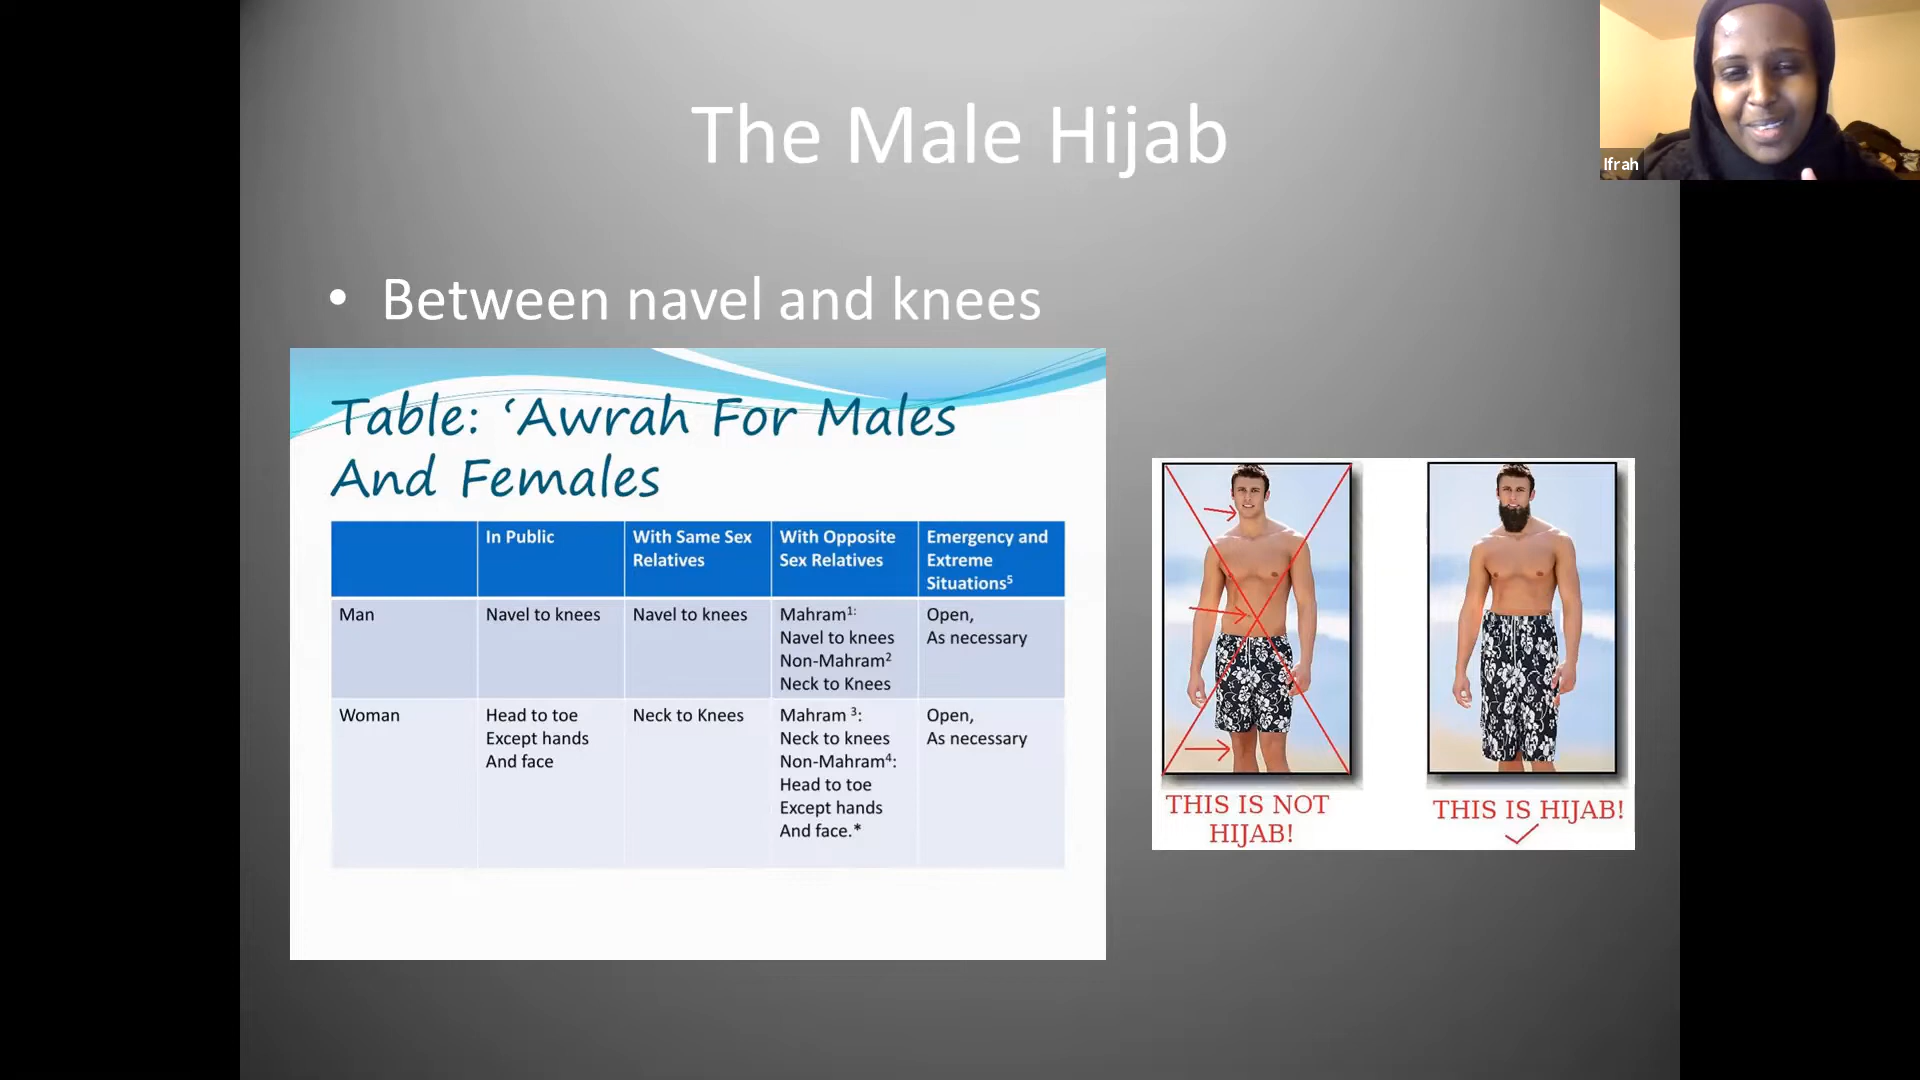 The Male Hijab
Ifrah
• Between navel and knees
Table: ‘Awrah For Males
And Females
In Public
With Same Sex
Relatives
With Opposite
Sex Relatives
Emergency and
Extreme
Situations⁵
Man
Navel to knees
Navel to knees
Mahram¹:
Navel to knees
Non-Mahram²
Neck to Knees
Open,
As necessary
Woman
Head to toe
Except hands
And face
Neck to Knees
Mahram ³:
Neck to knees
Non-Mahram⁴:
Head to toe
Except hands
And face.*
Open,
As necessary
THIS IS NOT
HIJAB!
THIS IS HIJAB!